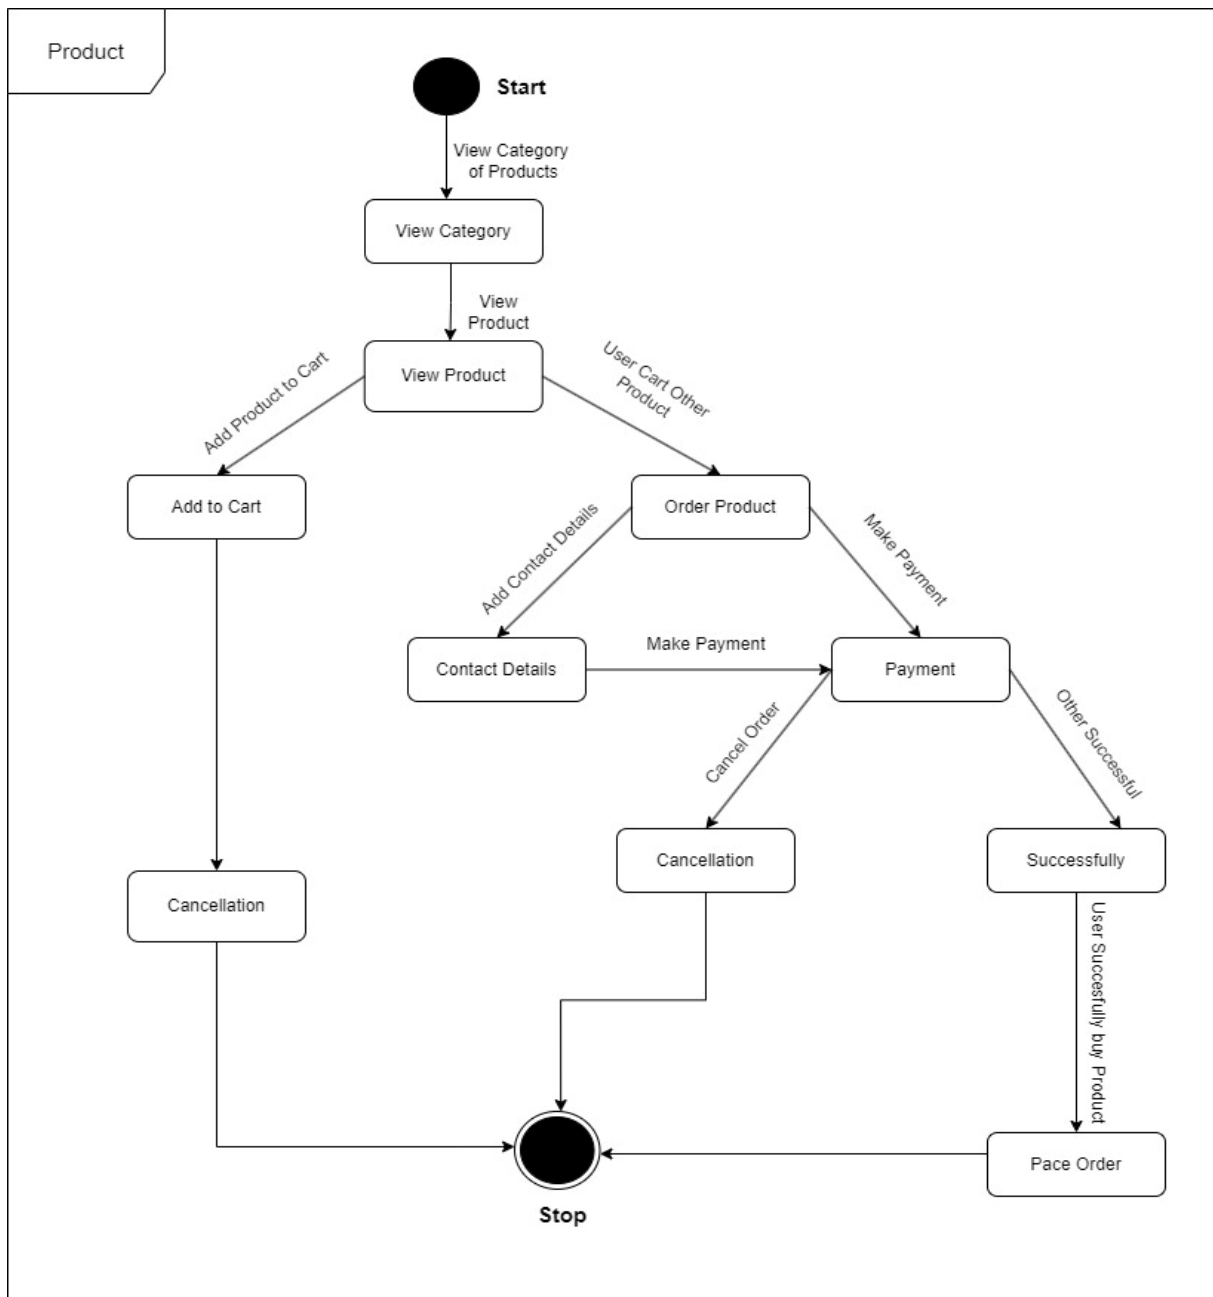 Product
Start
View Category
of Products
View Category
View
Product
View Product
Add Product to Cart
User Cart Other
Product
Add to Cart
Order Product
Add Contact Details
Make Payment
Contact Details
Make Payment
Payment
Cancel Order
Other Successful
Cancellation
Successfully
Cancellation
User Succesfully buy Product
Pace Order
Stop